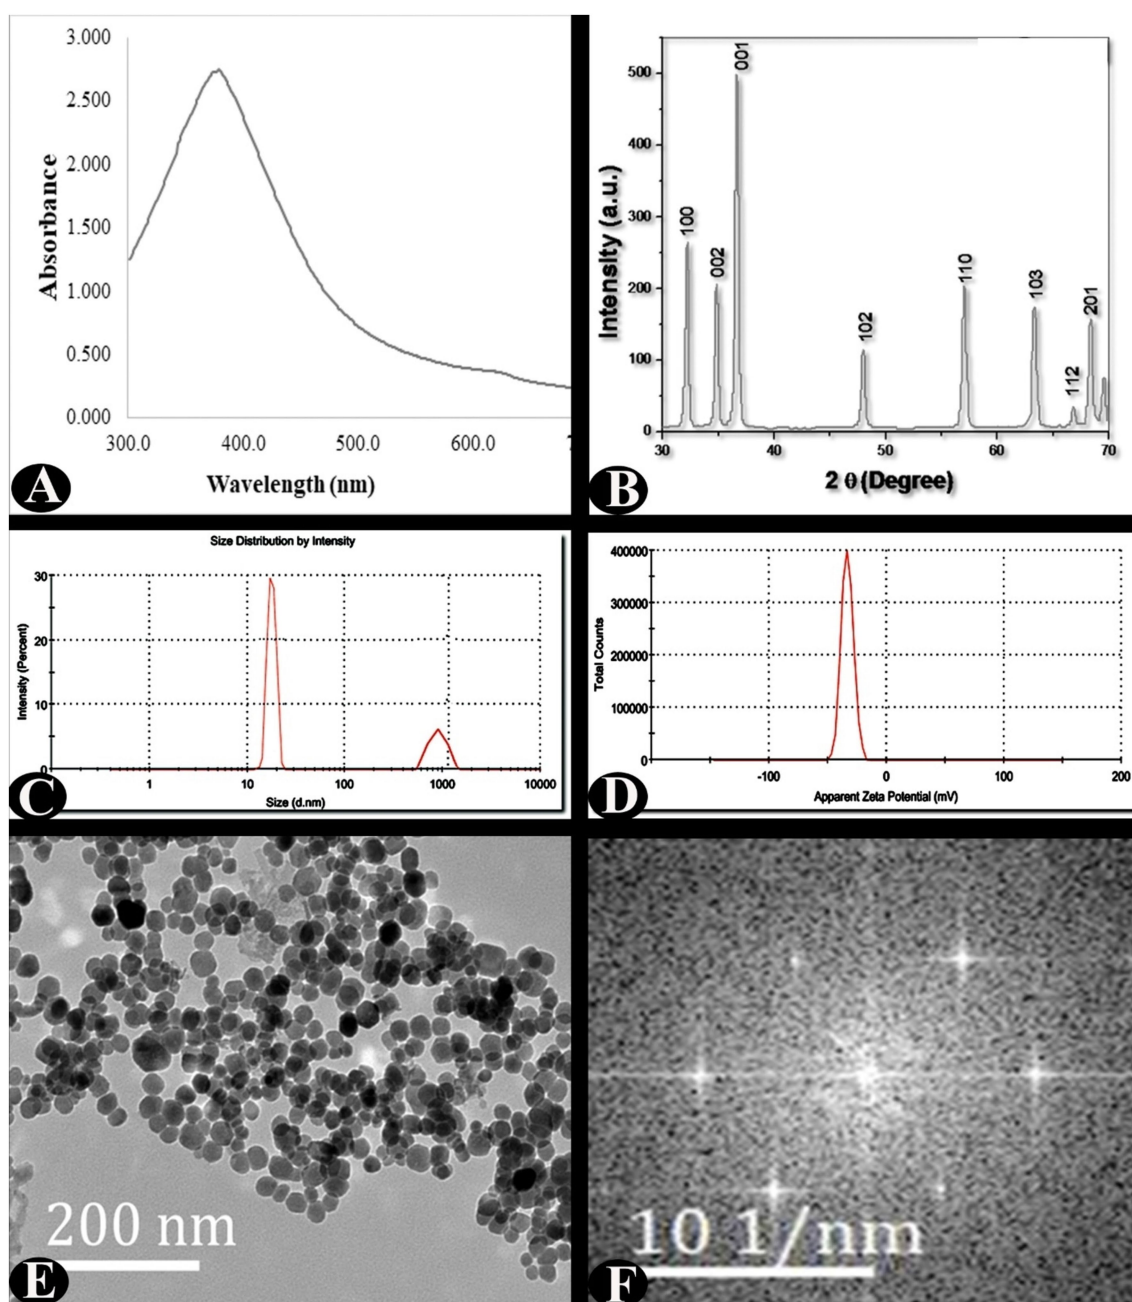 3.000
2.500
2.000
1.500
1.000
0.500
0.000
Absorbance
300.0 400.0 500.0 600.0
Wavelength (nm)
A
500
400
300
200
100
0
Intensity (a.u.)
100
002
001
102
110
103
112
201
30 40 50 60 70
2 θ (Degree)
B
Size Distribution by Intensity
30
20
10
0
Intensity (Percent)
1 10 100 1000 10000
Size (d.nm)
C
400000
300000
200000
100000
0
Total Counts
-100 0 100 200
Apparent Zeta Potential (mV)
D
200 nm
E
10 1/nm
F